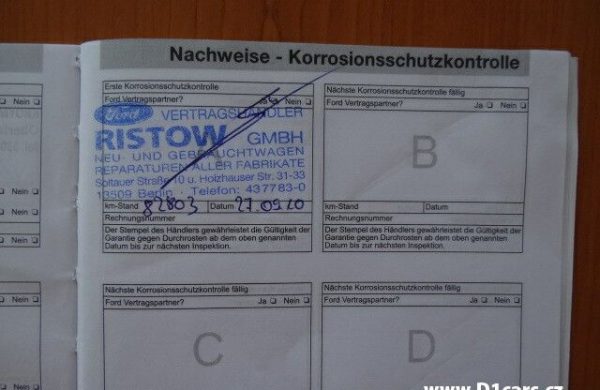 Nachweise - Korrosionsschutzkontrolle
Erste Korrosionsschutzkontrolle
Ford Vertragspartner? Ja Nein
Ford VERTRAGSHÄNDLER
RISTOW GMBH
NEU- UND GEBRAUCHTWAGEN
REPARATUREN ALLER FABRIKATE
Soltauer Straße 10 u. Holzhauser Str. 31-33
13509 Berlin · Telefon: 437783-0
km-Stand 82803 Datum 27.09.20
Rechnungsnummer
Der Stempel des Händlers gewährleistet die Gültigkeit der
Garantie gegen Durchrosten ab dem oben genannten
Datum bis zur nächsten Inspektion.
Nächste Korrosionsschutzkontrolle fällig
Ford Vertragspartner? Ja Nein
B
km-Stand Datum
Rechnungsnummer
Der Stempel des Händlers gewährleistet die Gültigkeit der
Garantie gegen Durchrosten ab dem oben genannten
Datum bis zur nächsten Inspektion.
Nächste Korrosionsschutzkontrolle fällig
Ford Vertragspartner? Ja Nein
C
Nächste Korrosionsschutzkontrolle fällig
Ford Vertragspartner? Ja Nein
D
Nein
Nein
Nein
Nein
Nein
www.D1cars.cz